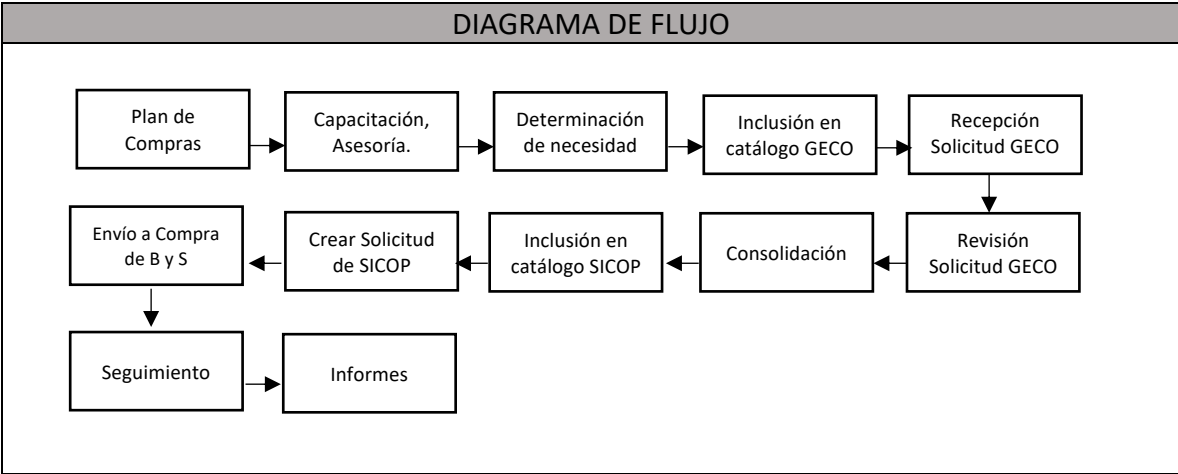 DIAGRAMA DE FLUJO
Plan de
Compras
Capacitación,
Asesoría.
Determinación
de necesidad
Inclusión en
catálogo GECO
Recepción
Solicitud GECO
Revisión
Solicitud GECO
Consolidación
Inclusión en
catálogo SICOP
Crear Solicitud
de SICOP
Envío a Compra
de B y S
Seguimiento
Informes